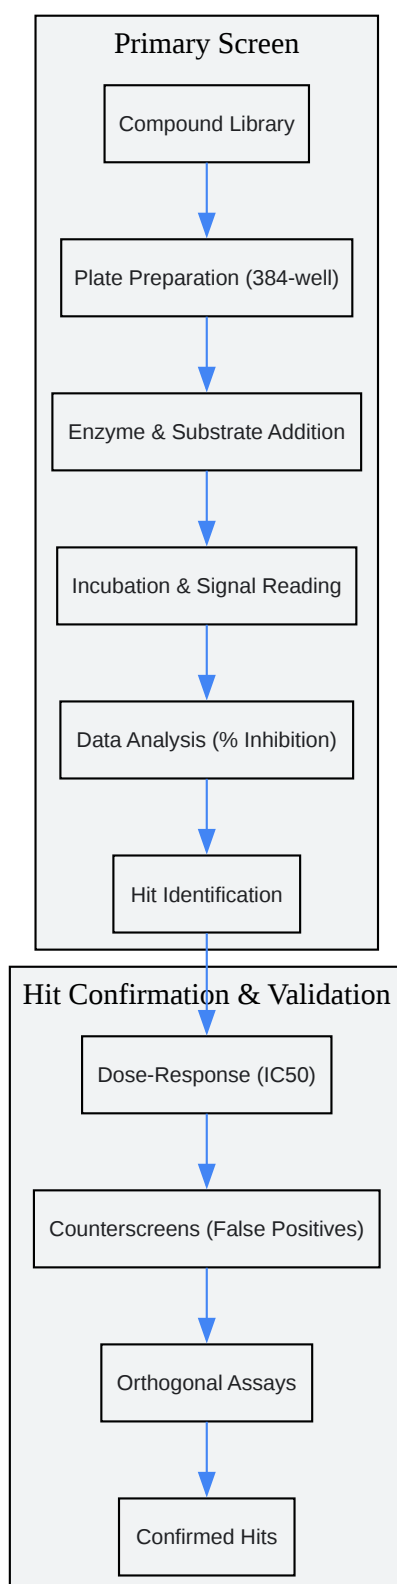 Primary Screen
Compound Library
Plate Preparation (384-well)
Enzyme & Substrate Addition
Incubation & Signal Reading
Data Analysis (% Inhibition)
Hit Identification
Hit Confirmation & Validation
Dose-Response (IC50)
Counterscreens (False Positives)
Orthogonal Assays
Confirmed Hits